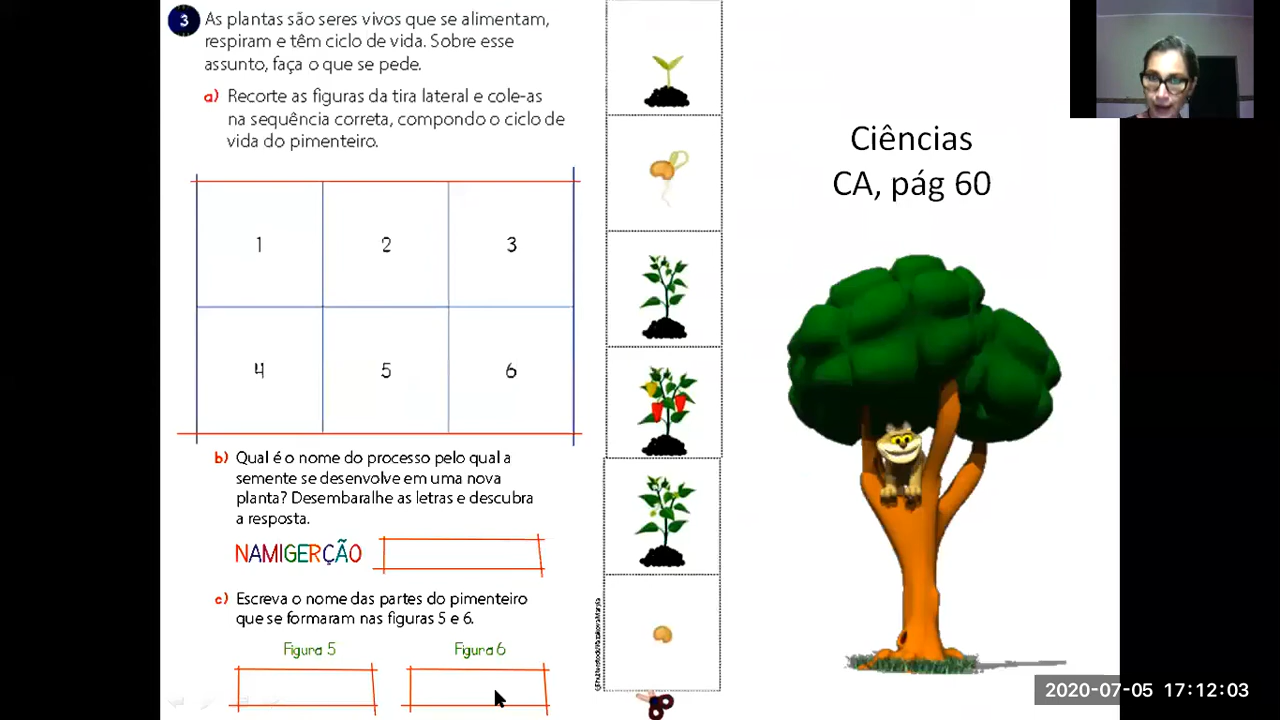 3 As plantas são seres vivos que se alimentam,
respiram e têm ciclo de vida. Sobre esse
assunto, faça o que se pede.
a) Recorte as figuras da tira lateral e cole-as
na sequência correta, compondo o ciclo de
vida do pimenteiro.
1 2 3
4 5 6
b) Qual é o nome do processo pelo qual a
semente se desenvolve em uma nova
planta? Desembaralhe as letras e descubra
a resposta.
NAMIGERÇÃO
c) Escreva o nome das partes do pimenteiro
que se formaram nas figuras 5 e 6.
Figura 5 Figura 6
Ciências
CA, pág 60
2020-07-05 17:12:03